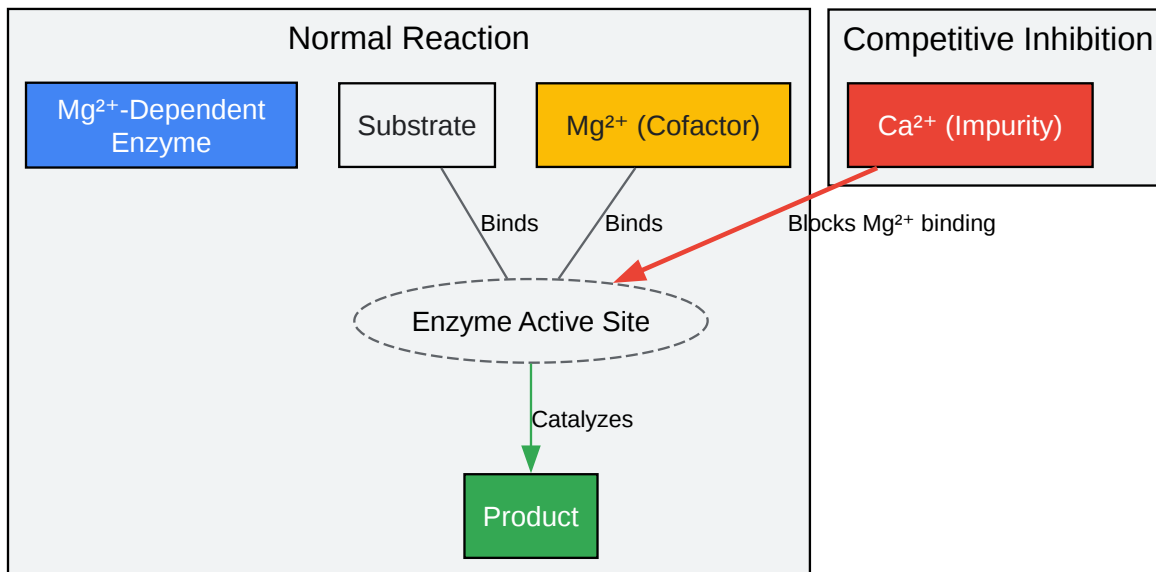 Normal Reaction
Competitive Inhibition
Mg²⁺-Dependent
Enzyme
Substrate
Mg²⁺ (Cofactor)
Ca²⁺ (Impurity)
Binds
Binds
Blocks Mg²⁺ binding
Enzyme Active Site
Catalyzes
Product